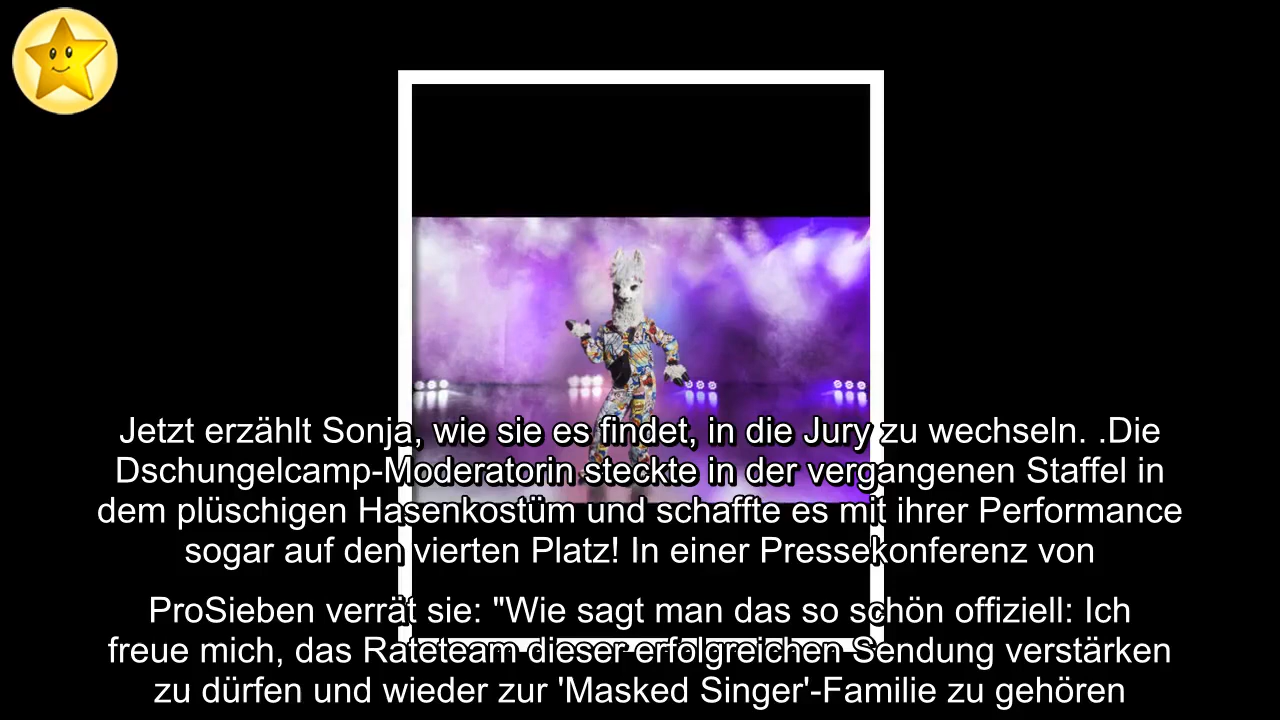 Jetzt erzählt Sonja, wie sie es findet, in die Jury zu wechseln. .Die
Dschungelcamp-Moderatorin steckte in der vergangenen Staffel in
dem plüschigen Hasenkostüm und schaffte es mit ihrer Performance
sogar auf den vierten Platz! In einer Pressekonferenz von
ProSieben verrät sie: "Wie sagt man das so schön offiziell: Ich
freue mich, das Rateteam dieser erfolgreichen Sendung verstärken
zu dürfen und wieder zur 'Masked Singer'-Familie zu gehören